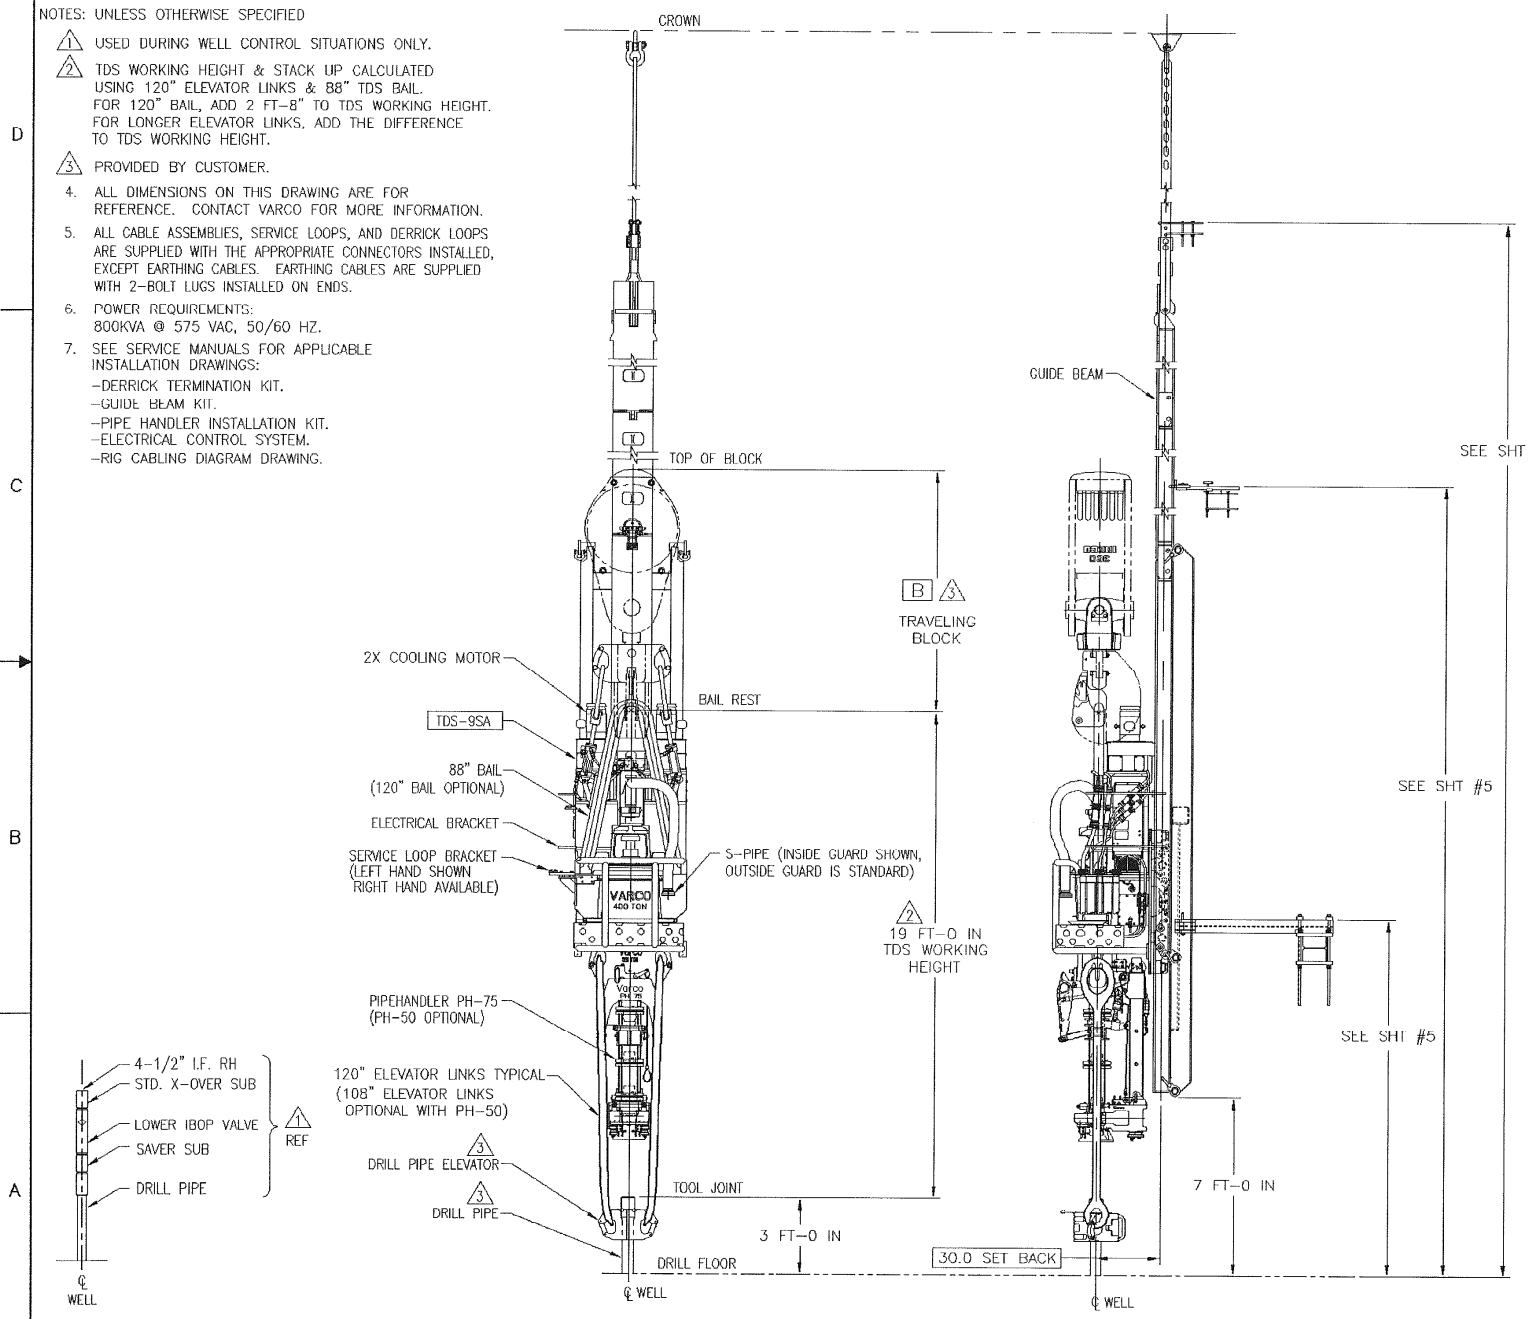 NOTES: UNLESS OTHERWISE SPECIFIED
1 USED DURING WELL CONTROL SITUATIONS ONLY.
2 TDS WORKING HEIGHT & STACK UP CALCULATED
USING 120" ELEVATOR LINKS & 88" TDS BAIL.
FOR 120" BAIL, ADD 2 FT-8" TO TDS WORKING HEIGHT.
FOR LONGER ELEVATOR LINKS, ADD THE DIFFERENCE
TO TDS WORKING HEIGHT.
3 PROVIDED BY CUSTOMER.
4. ALL DIMENSIONS ON THIS DRAWING ARE FOR
REFERENCE. CONTACT VARCO FOR MORE INFORMATION.
5. ALL CABLE ASSEMBLIES, SERVICE LOOPS, AND DERRICK LOOPS
ARE SUPPLIED WITH THE APPROPRIATE CONNECTORS INSTALLED,
EXCEPT EARTHING CABLES. EARTHING CABLES ARE SUPPLIED
WITH 2-BOLT LUGS INSTALLED ON ENDS.
6. POWER REQUIREMENTS:
800KVA @ 575 VAC, 50/60 HZ.
7. SEE SERVICE MANUALS FOR APPLICABLE
INSTALLATION DRAWINGS:
-DERRICK TERMINATION KIT.
-GUIDE BEAM KIT.
-PIPE HANDLER INSTALLATION KIT.
-ELECTRICAL CONTROL SYSTEM.
-RIG CABLING DIAGRAM DRAWING.
D
C
B
A
CROWN
GUIDE BEAM
SEE SHT
TOP OF BLOCK
B 3
TRAVELING
BLOCK
2X COOLING MOTOR
BAIL REST
TDS-9SA
88" BAIL
(120" BAIL OPTIONAL)
SEE SHT #5
ELECTRICAL BRACKET
SERVICE LOOP BRACKET
(LEFT HAND SHOWN
RIGHT HAND AVAILABLE)
S-PIPE (INSIDE GUARD SHOWN,
OUTSIDE GUARD IS STANDARD)
VARCO
400 TON
2
19 FT-0 IN
TDS WORKING
HEIGHT
Varco
PH 75
PIPEHANDLER PH-75
(PH-50 OPTIONAL)
SEE SHT #5
120" ELEVATOR LINKS TYPICAL
(108" ELEVATOR LINKS
OPTIONAL WITH PH-50)
4-1/2" I.F. RH
STD. X-OVER SUB
LOWER IBOP VALVE
SAVER SUB
DRILL PIPE
1
REF
3
DRILL PIPE ELEVATOR
3
DRILL PIPE
TOOL JOINT
3 FT-0 IN
7 FT-0 IN
30.0 SET BACK
DRILL FLOOR
℄
WELL
℄ WELL
℄ WELL